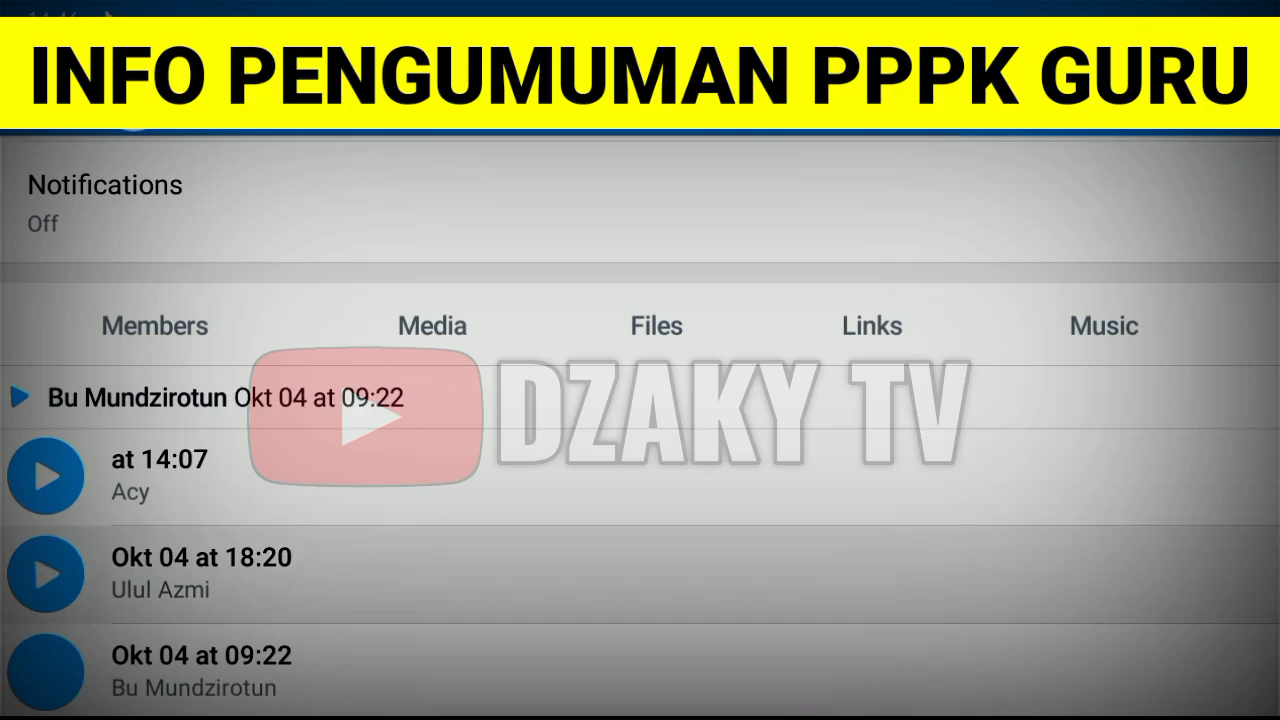 INFO PENGUMUMAN PPPK GURU
Notifications
Off
Members Media Files Links Music
Bu Mundzirotun Okt 04 at 09:22
DZAKY TV
at 14:07
Acy
Okt 04 at 18:20
Ulul Azmi
Okt 04 at 09:22
Bu Mundzirotun